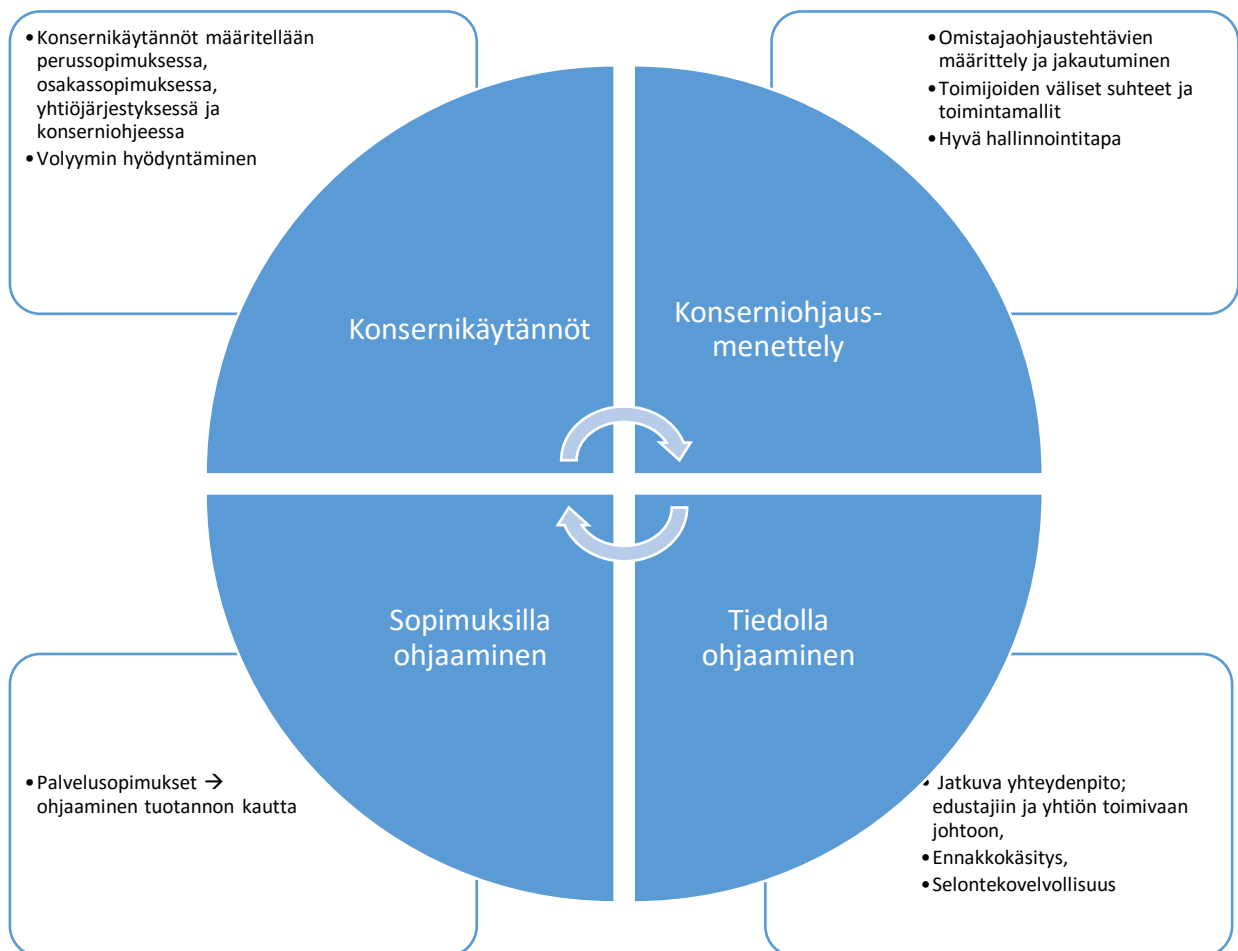 •Konsernikäytännöt määritellään
perussopimuksessa,
osakassopimuksessa,
yhtiöjärjestyksessä ja
konserniohjeessa
•Volyymin hyödyntäminen
•Omistajaohjaustehtävien
määrittely ja jakautuminen
•Toimijoiden väliset suhteet ja
toimintamallit
•Hyvä hallinnointitapa
Konsernikäytännöt
Konserniohjaus-
menettely
Sopimuksilla
ohjaaminen
Tiedolla
ohjaaminen
•Palvelusopimukset →
ohjaaminen tuotannon kautta
• Jatkuva yhteydenpito;
edustajiin ja yhtiön toimivaan
johtoon,
•Ennakkokäsitys,
•Selontekovelvollisuus